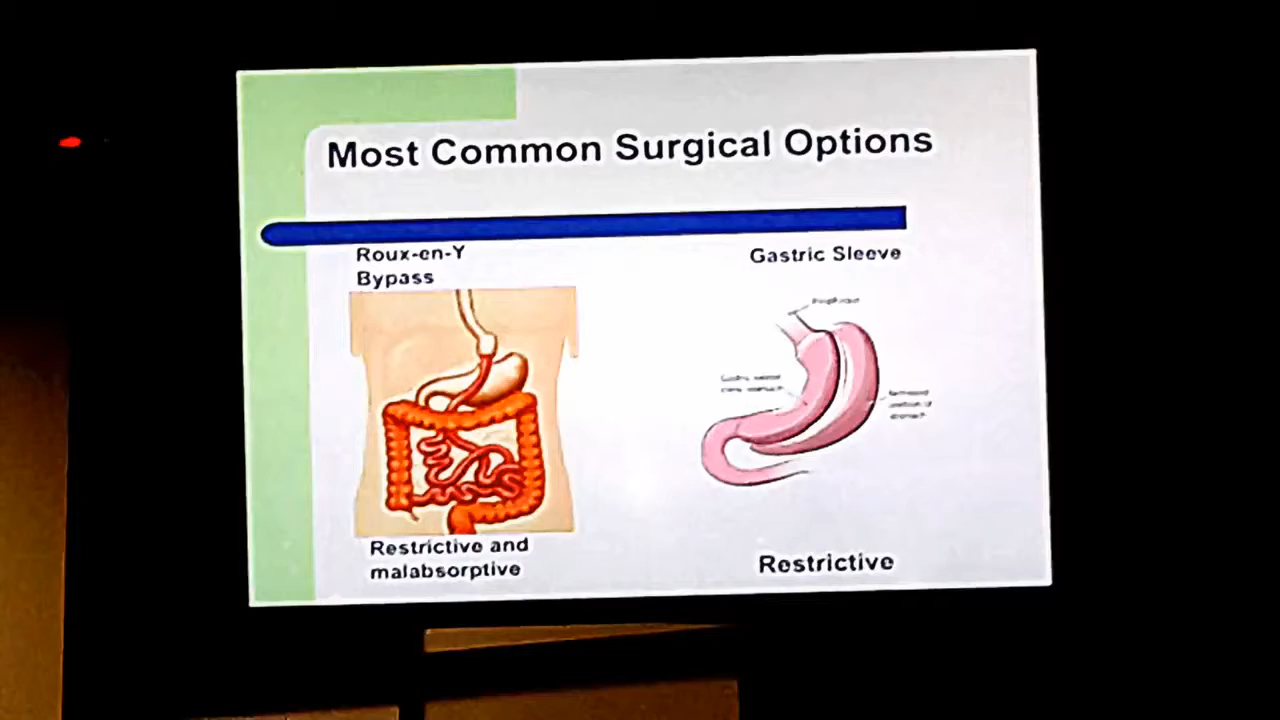 Most Common Surgical Options
Roux-en-Y
Bypass
Gastric Sleeve
Restrictive and
malabsorptive
Restrictive